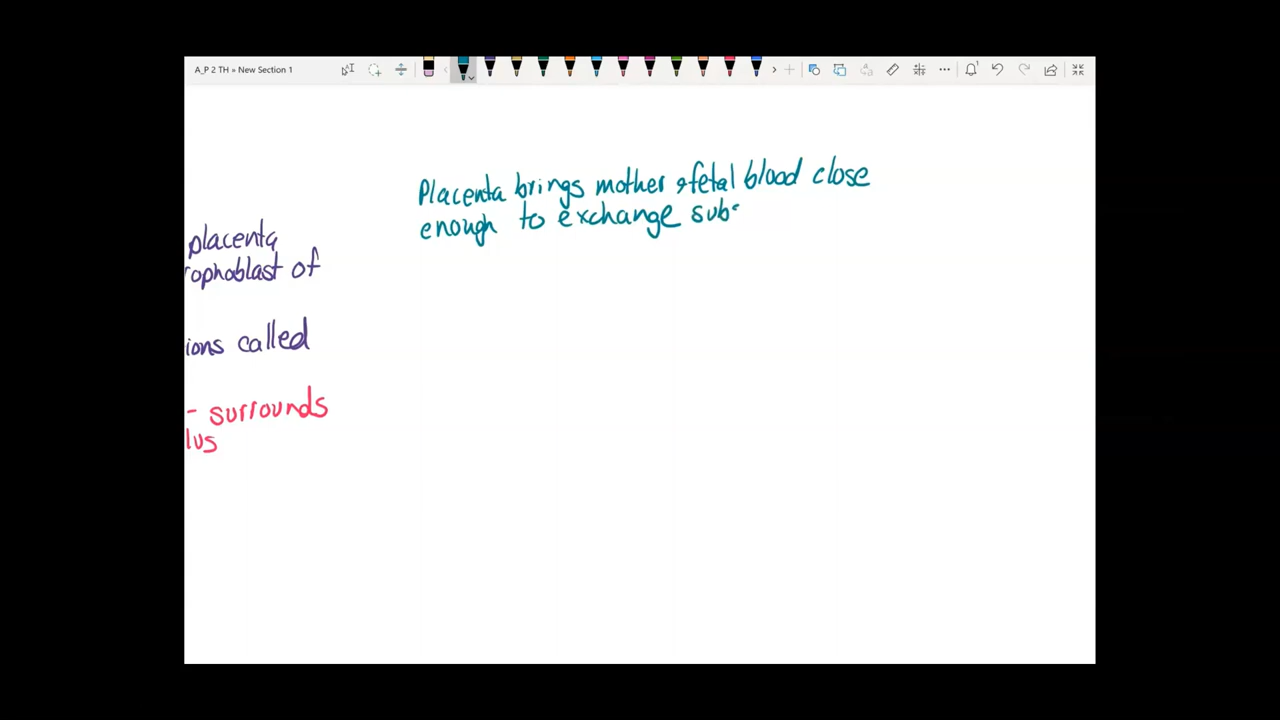 A_P 2 TH » New Section 1
Placenta brings mother & fetal blood close
enough to exchange subs
placenta
rophoblast of
ions called
- surrounds
lus